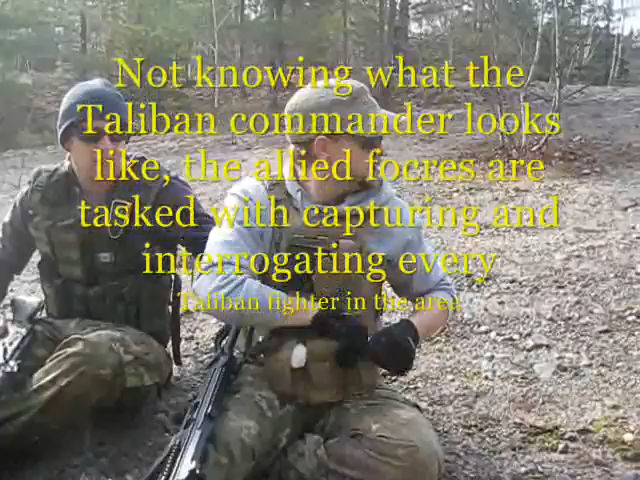 Not knowing what the
Taliban commander looks
like, the allied focres are
tasked with capturing and
interrogating every
Taliban fighter in the area